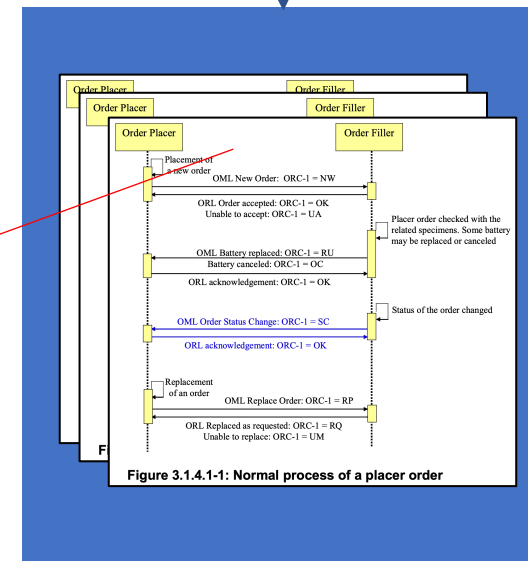 Order Placer
Order Filler
Order Placer
Order Filler
Order Placer
Order Filler
Placement of
a new order
OML New Order: ORC-1 = NW
ORL Order accepted: ORC-1 = OK
Unable to accept: ORC-1 = UA
Placer order checked with the
related specimens. Some battery
may be replaced or canceled
OML Battery replaced: ORC-1 = RU
Battery canceled: ORC-1 = OC
ORL acknowledgement: ORC-1 = OK
Status of the order changed
OML Order Status Change: ORC-1 = SC
ORL acknowledgement: ORC-1 = OK
Replacement
of an order
OML Replace Order: ORC-1 = RP
ORL Replaced as requested: ORC-1 = RQ
Unable to replace: ORC-1 = UM
Figure 3.1.4.1-1: Normal process of a placer order